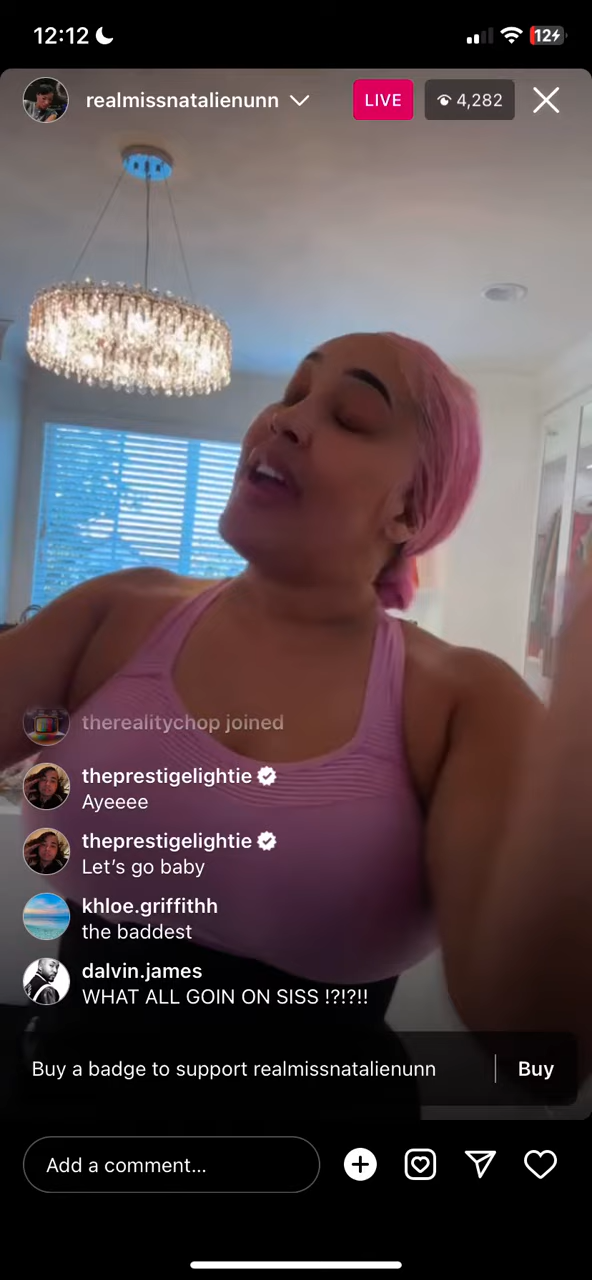 12:12
12
realmissnatalienunn
LIVE
4,282
therealitychop joined
theprestigelightie
Ayeeee
theprestigelightie
Let's go baby
khloe.griffithh
the baddest
dalvin.james
WHAT ALL GOIN ON SISS !?!?!!
Buy a badge to support realmissnatalienunn
Buy
Add a comment...